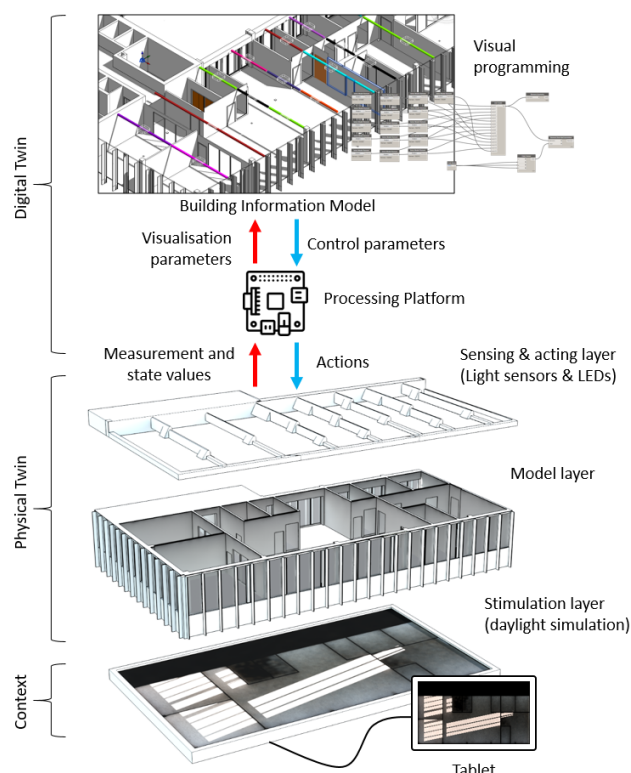 Visual
programming
Digital Twin
Building Information Model
Visualisation
parameters
Control parameters
Processing Platform
Measurement and
state values
Actions
Sensing & acting layer
(Light sensors & LEDs)
Physical Twin
Model layer
Stimulation layer
(daylight simulation)
Context
Tablet